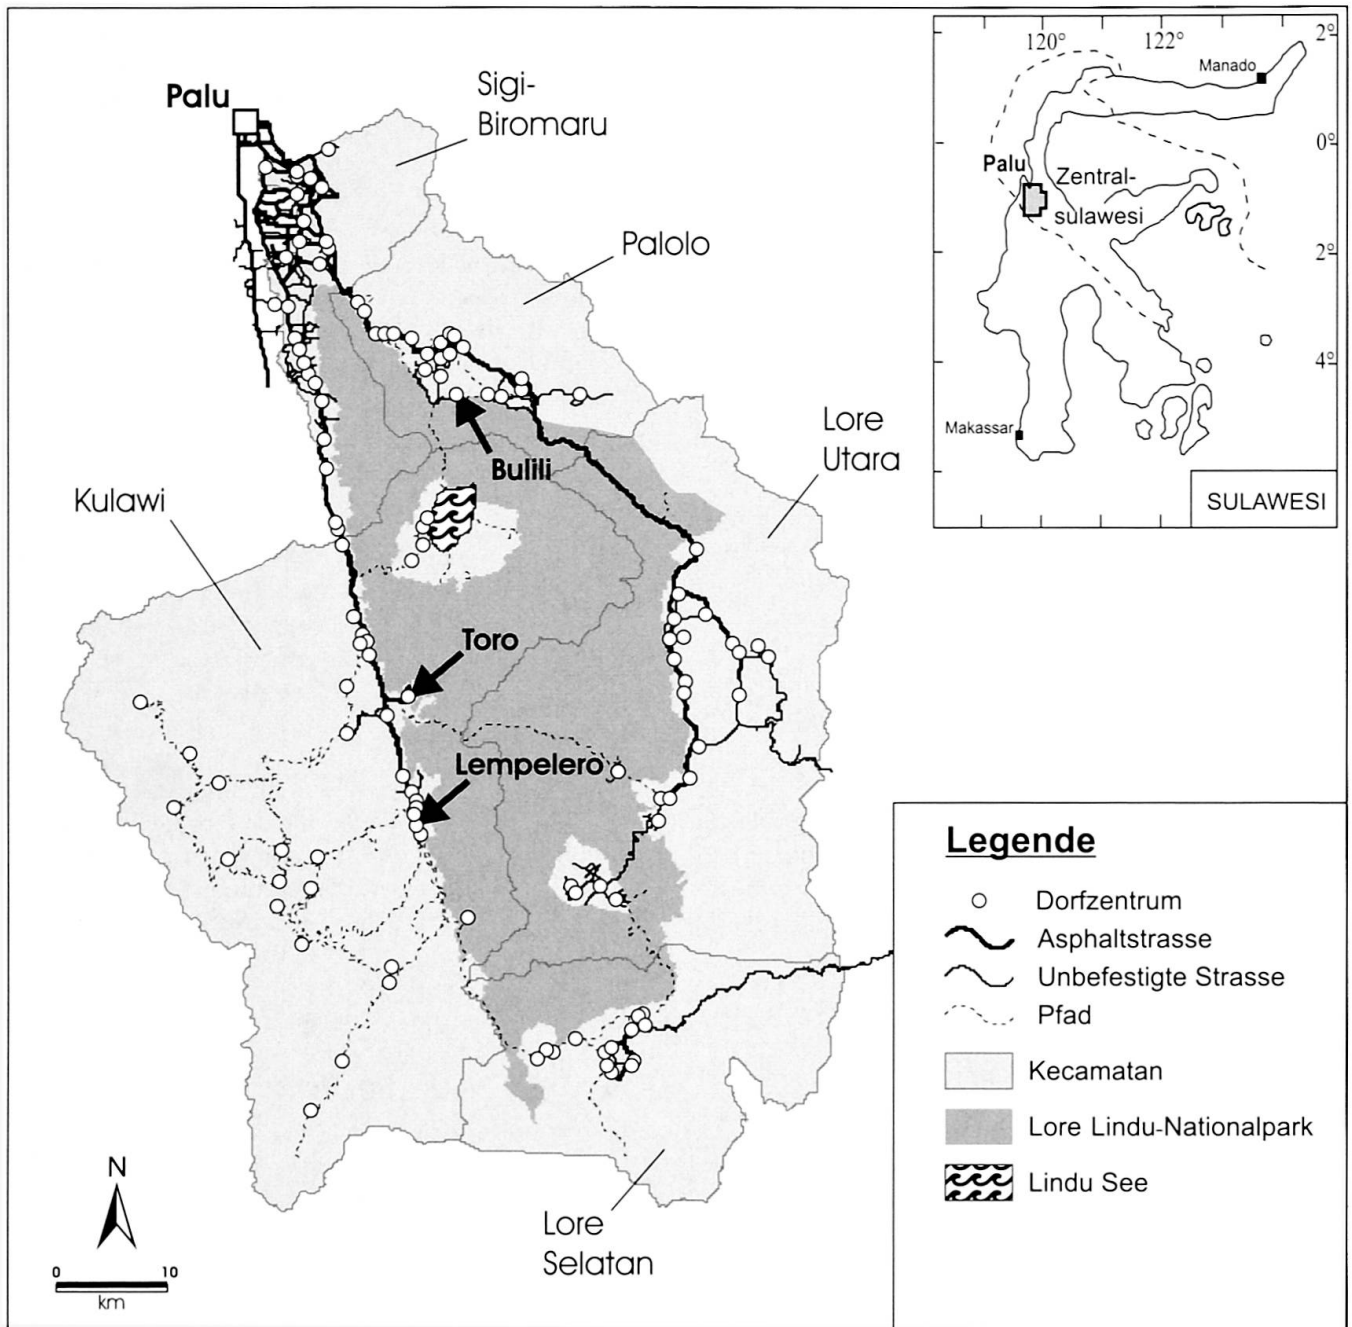 Palu
Sigi-
Biromaru
Palolo
Lore
Utara
Bulili
Kulawi
Toro
Lempelero
Lore
Selatan
N
0 10
km
120° 122°
2°
0°
2°
4°
Manado
Palu
Zentral-
sulawesi
Makassar
SULAWESI
Legende
Dorfzentrum
Asphaltstrasse
Unbefestigte Strasse
Pfad
Kecamatan
Lore Lindu-Nationalpark
Lindu See